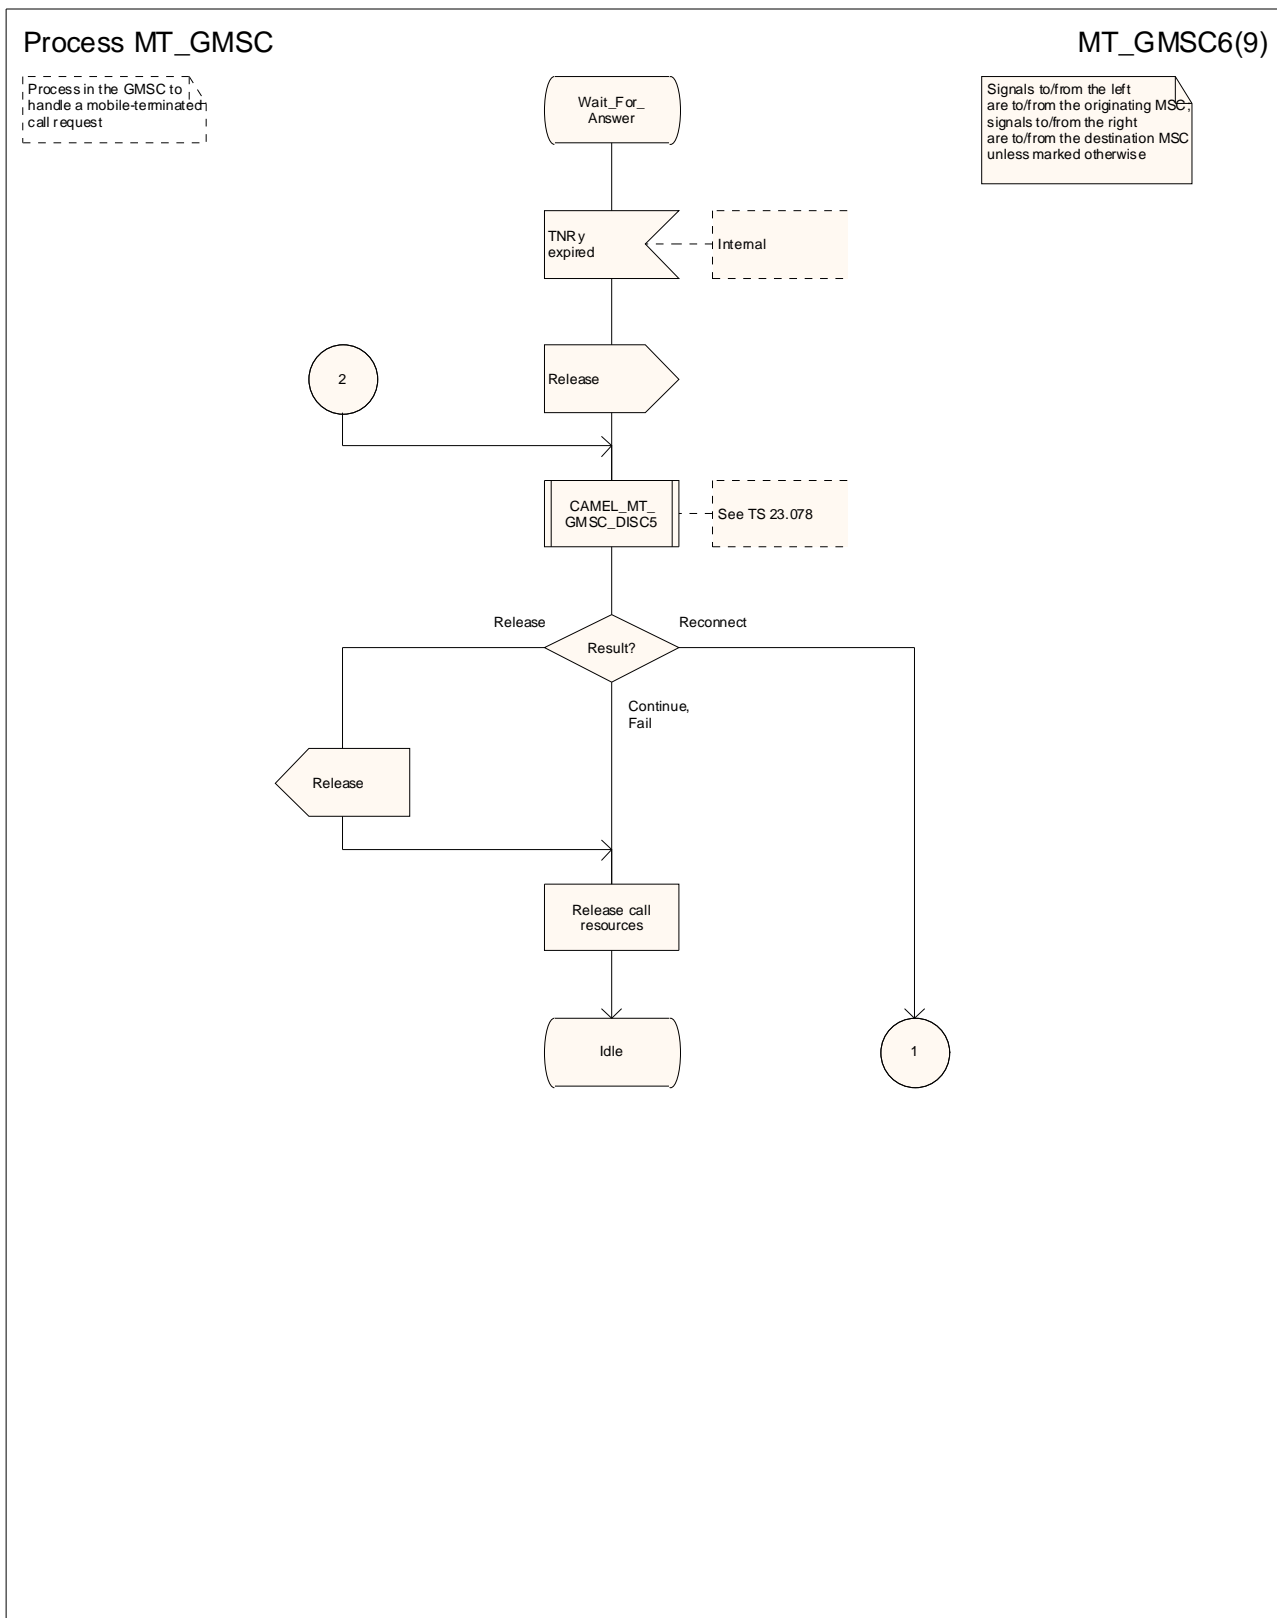 Process MT_GMSC
MT_GMSC6(9)
Process in the GMSC to
handle a mobile-terminated
call request
Signals to/from the left
are to/from the originating MSC;
signals to/from the right
are to/from the destination MSC
unless marked otherwise
Wait_For_
Answer
TNRy
expired
Internal
2
Release
CAMEL_MT_
GMSC_DISC5
See TS 23.078
Release
Reconnect
Result?
Continue,
Fail
Release
Release call
resources
Idle
1